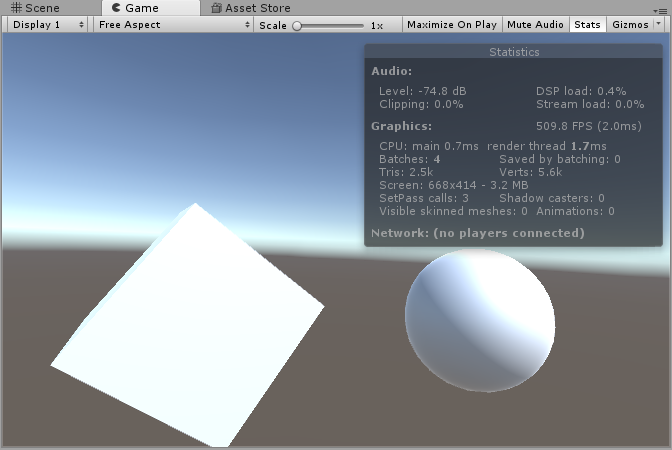 Scene Game Asset Store
Display 1 Free Aspect Scale 1x Maximize On Play Mute Audio Stats Gizmos
Statistics
Audio:
Level: -74.8 dB DSP load: 0.4%
Clipping: 0.0% Stream load: 0.0%
Graphics: 509.8 FPS (2.0ms)
CPU: main 0.7ms render thread 1.7ms
Batches: 4 Saved by batching: 0
Tris: 2.5k Verts: 5.6k
Screen: 668x414 - 3.2 MB
SetPass calls: 3 Shadow casters: 0
Visible skinned meshes: 0 Animations: 0
Network: (no players connected)